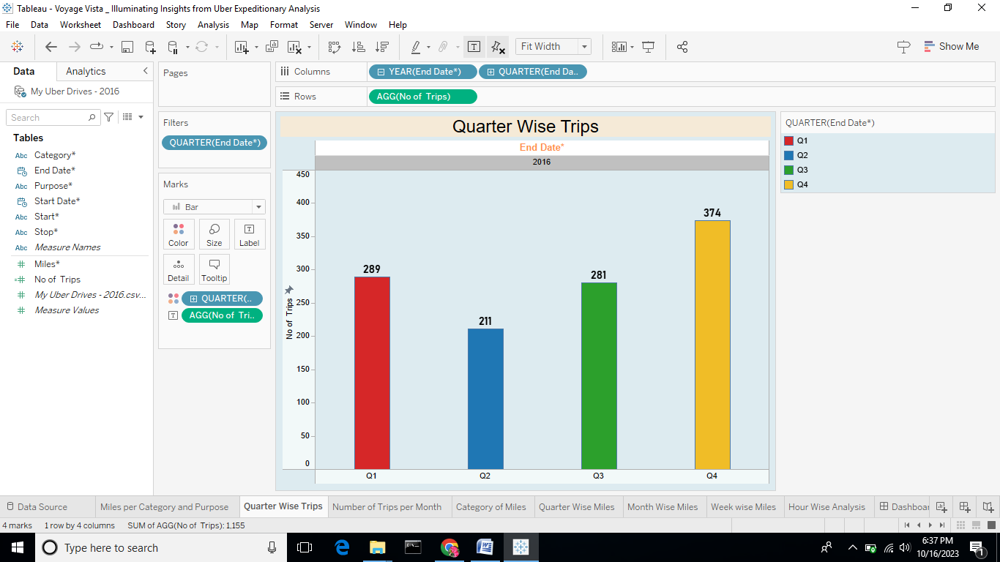 Tableau - Voyage Vista _ Illuminating Insights from Uber Expeditionary Analysis
File Data Worksheet Dashboard Story Analysis Map Format Server Window Help
Fit Width
Show Me
Data Analytics
My Uber Drives - 2016
Search
Tables
Abc Category*
End Date*
Abc Purpose*
Start Date*
Abc Start*
Abc Stop*
Abc Measure Names
Miles*
No of Trips
My Uber Drives - 2016.csv...
Measure Values
Pages
Filters
QUARTER(End Date*)
Marks
Bar
Color Size Label
Detail Tooltip
QUARTER(..
AGG(No of Tri..
Columns YEAR(End Date*) QUARTER(End Da..
Rows AGG(No of Trips)
Quarter Wise Trips
End Date*
2016
450
400
350
300
250
200
150
100
50
0
No of Trips
289
211
281
374
Q1 Q2 Q3 Q4
QUARTER(End Date*)
Q1
Q2
Q3
Q4
Data Source Miles per Category and Purpose Quarter Wise Trips Number of Trips per Month Category of Miles Quarter Wise Miles Month Wise Miles Week wise Miles Hour Wise Analysis Dashboar
4 marks 1 row by 4 columns SUM of AGG(No of Trips): 1,155
Type here to search
6:37 PM
10/16/2023
1